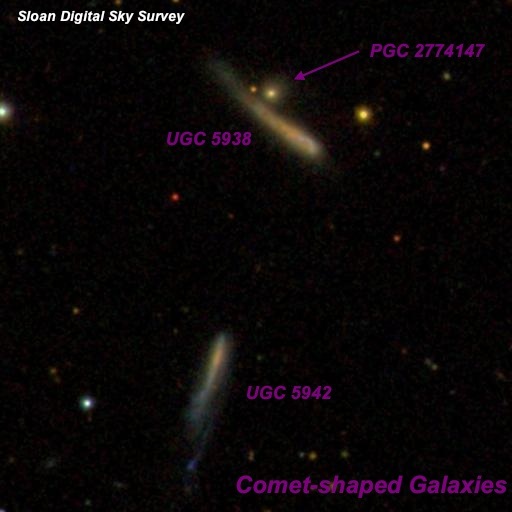 Sloan Digital Sky Survey
PGC 2774147
UGC 5938
UGC 5942
Comet-shaped Galaxies